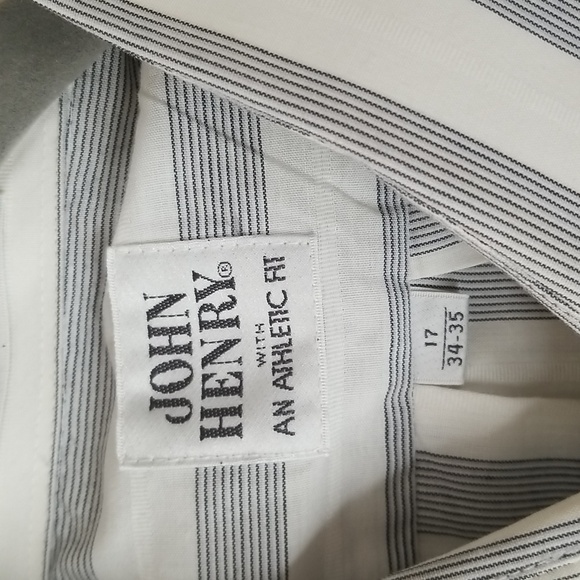 JOHN
HENRY®
WITH
AN ATHLETIC FIT
17
34-35